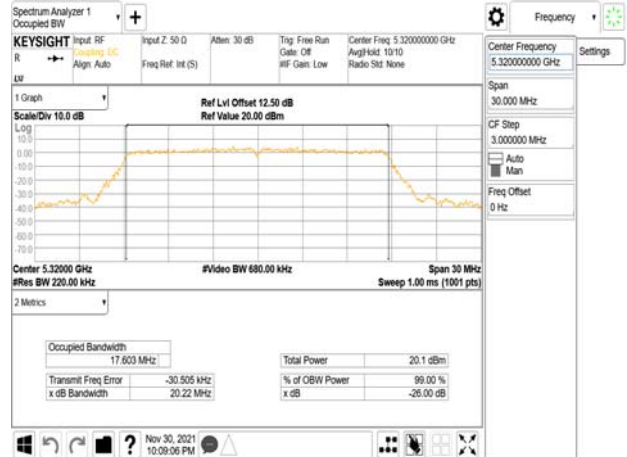 Spectrum Analyzer 1
Occupied BW
Frequency
KEYSIGHT
R
Input: RF
Coupling: DC
Align: Auto
Input Z: 50 Ω
Freq Ref: Int (S)
Atten: 30 dB
Trig: Free Run
Gate: Off
#IF Gain: Low
Center Freq: 5.320000000 GHz
Avg|Hold: 10/10
Radio Std: None
Center Frequency
5.320000000 GHz
Settings
Span
30.000 MHz
CF Step
3.000000 MHz
Auto
Man
Freq Offset
0 Hz
1 Graph
Scale/Div 10.0 dB
Ref Lvl Offset 12.50 dB
Ref Value 20.00 dBm
Log
10.0
0.00
-10.0
-20.0
-30.0
-40.0
-50.0
-60.0
-70.0
Center 5.32000 GHz
#Res BW 220.00 kHz
#Video BW 680.00 kHz
Span 30 MHz
Sweep 1.00 ms (1001 pts)
2 Metrics
Occupied Bandwidth
17.603 MHz
Total Power 20.1 dBm
Transmit Freq Error -30.505 kHz
% of OBW Power 99.00 %
x dB Bandwidth 20.22 MHz
x dB -26.00 dB
Nov 30, 2021
10:09:06 PM